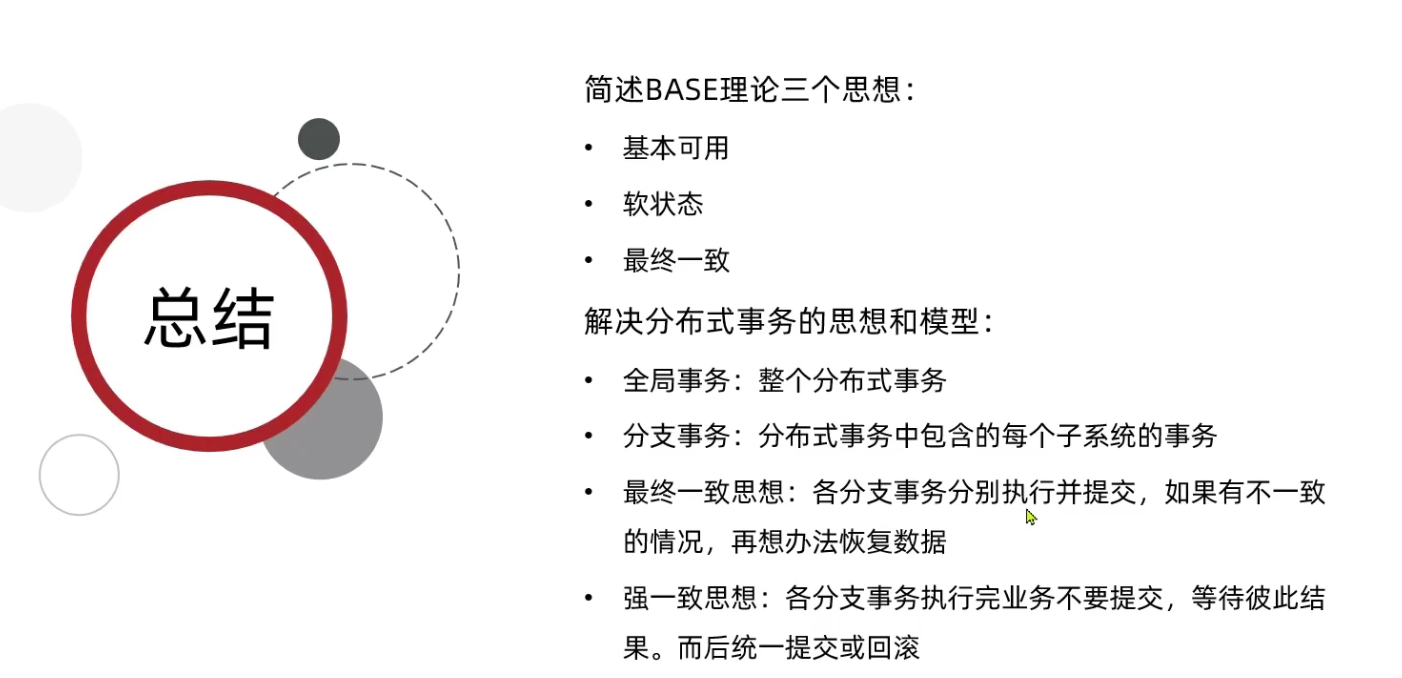 总结
简述BASE理论三个思想：
• 基本可用
• 软状态
• 最终一致
解决分布式事务的思想和模型：
• 全局事务：整个分布式事务
• 分支事务：分布式事务中包含的每个子系统的事务
• 最终一致思想：各分支事务分别执行并提交，如果有不一致
的情况，再想办法恢复数据
• 强一致思想：各分支事务执行完业务不要提交，等待彼此结
果。而后统一提交或回滚